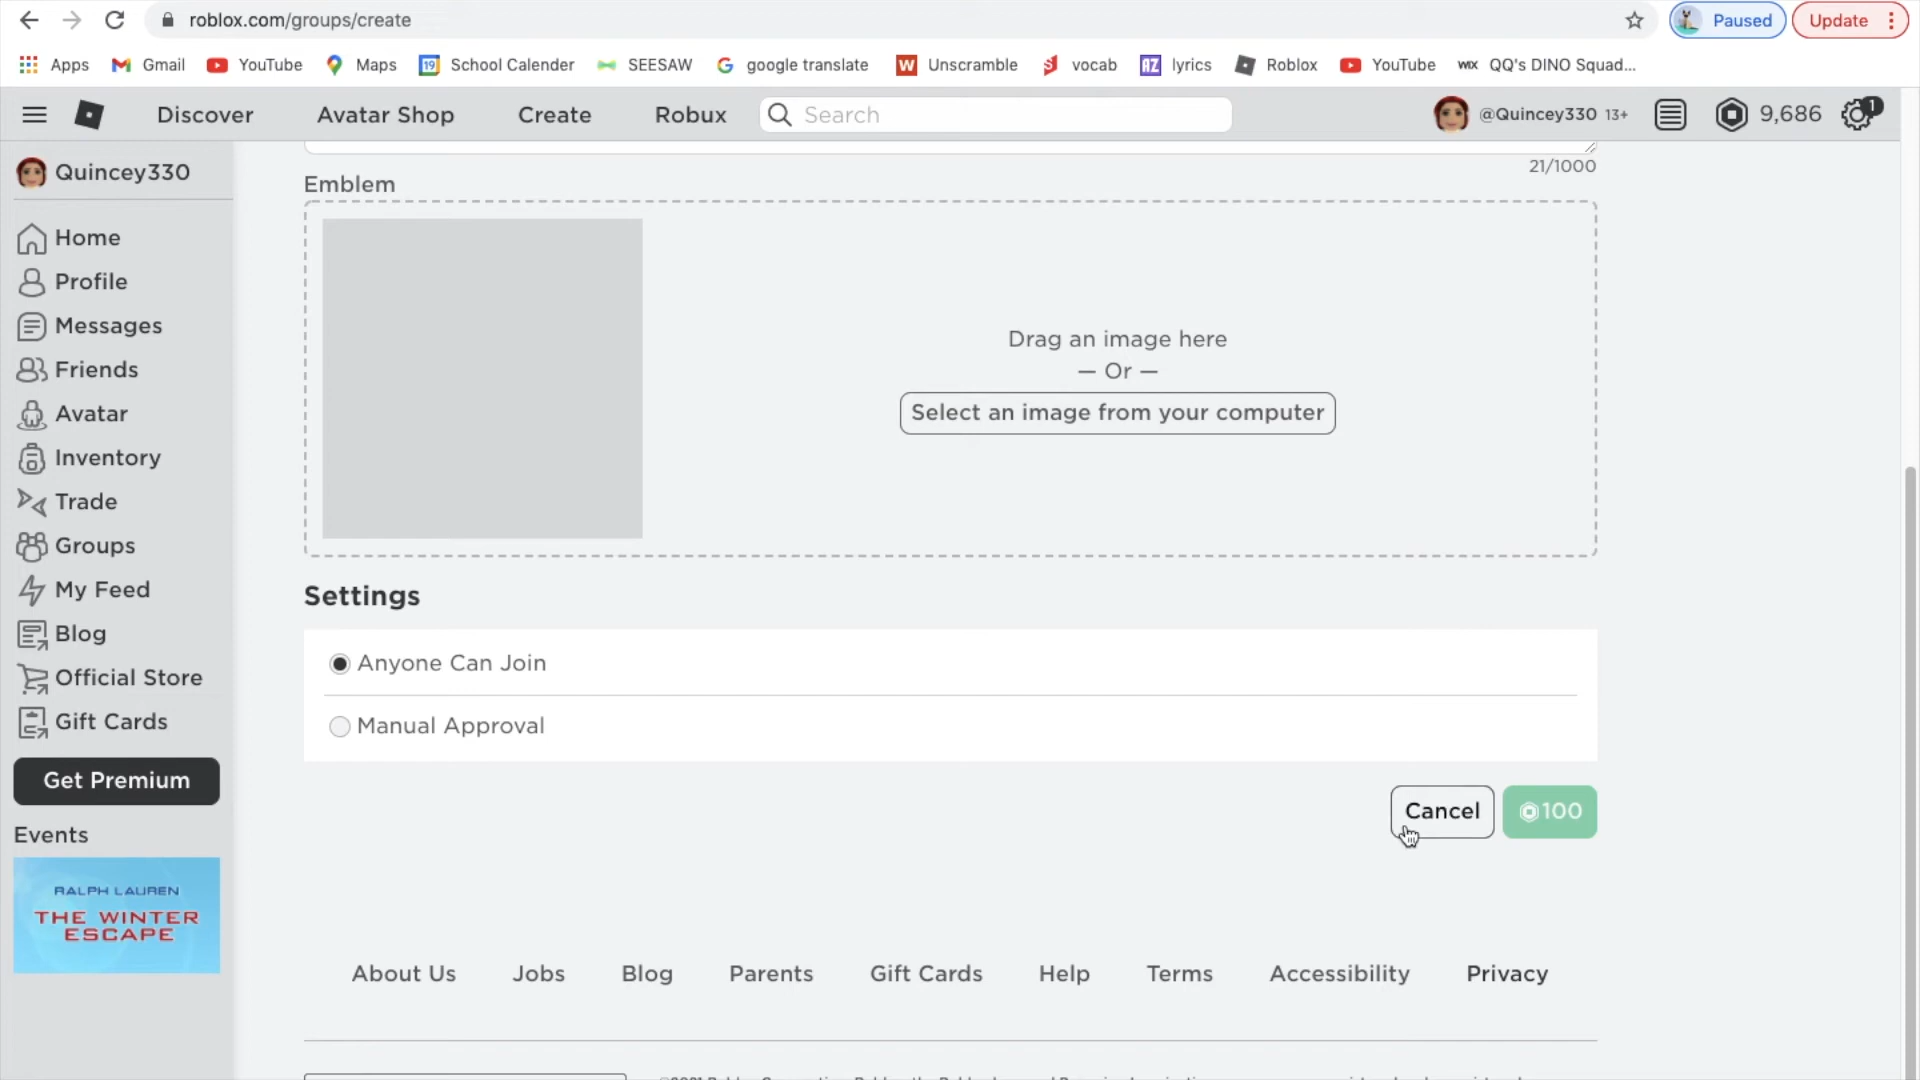 roblox.com/groups/create
Paused
Update
Apps
Gmail
YouTube
Maps
19
School Calender
SEESAW
google translate
W
Unscramble
vocab
AZ
lyrics
Roblox
YouTube
WiX
QQ's DINO Squad...
Discover
Avatar Shop
Create
Robux
Search
@Quincey330 13+
9,686
1
Quincey330
21/1000
Emblem
Home
Profile
Messages
Friends
Avatar
Inventory
Trade
Groups
My Feed
Blog
Official Store
Gift Cards
Get Premium
Events
RALPH LAUREN
THE WINTER
ESCAPE
Drag an image here
— Or —
Select an image from your computer
Settings
Anyone Can Join
Manual Approval
Cancel
100
About Us
Jobs
Blog
Parents
Gift Cards
Help
Terms
Accessibility
Privacy